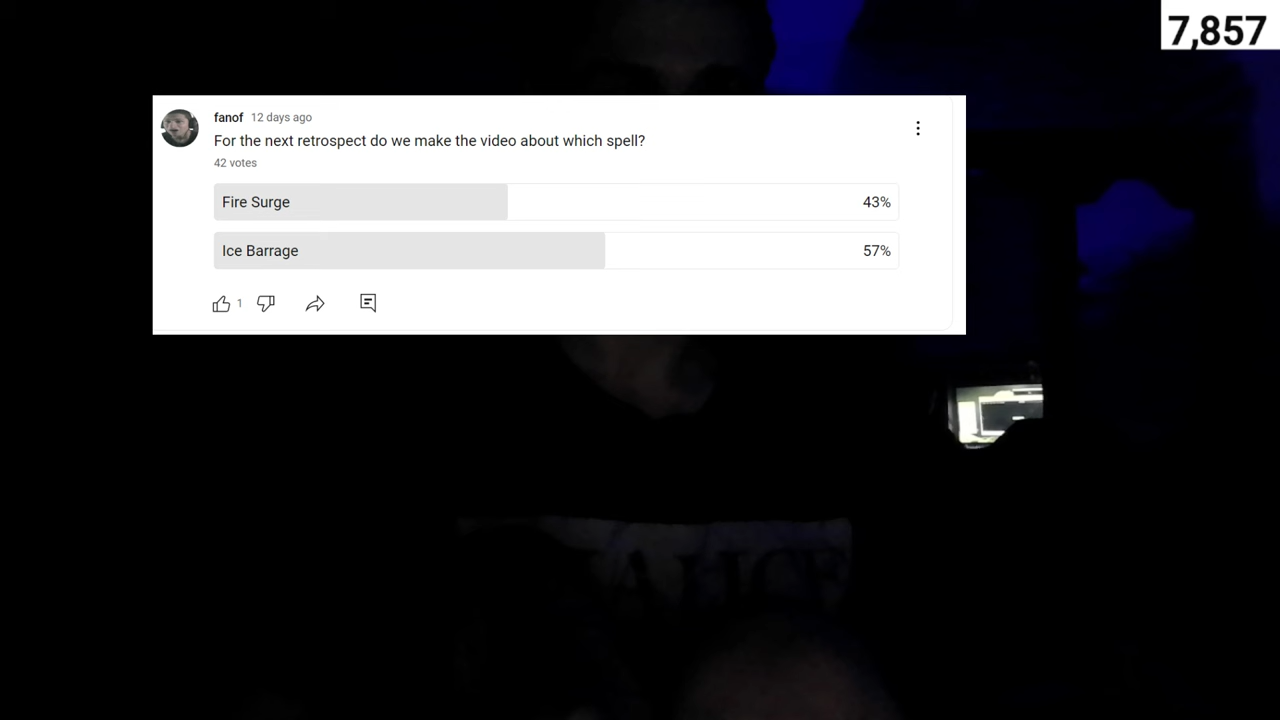 7,857
fanof 12 days ago
For the next retrospect do we make the video about which spell?
42 votes
Fire Surge 43%
Ice Barrage 57%
1